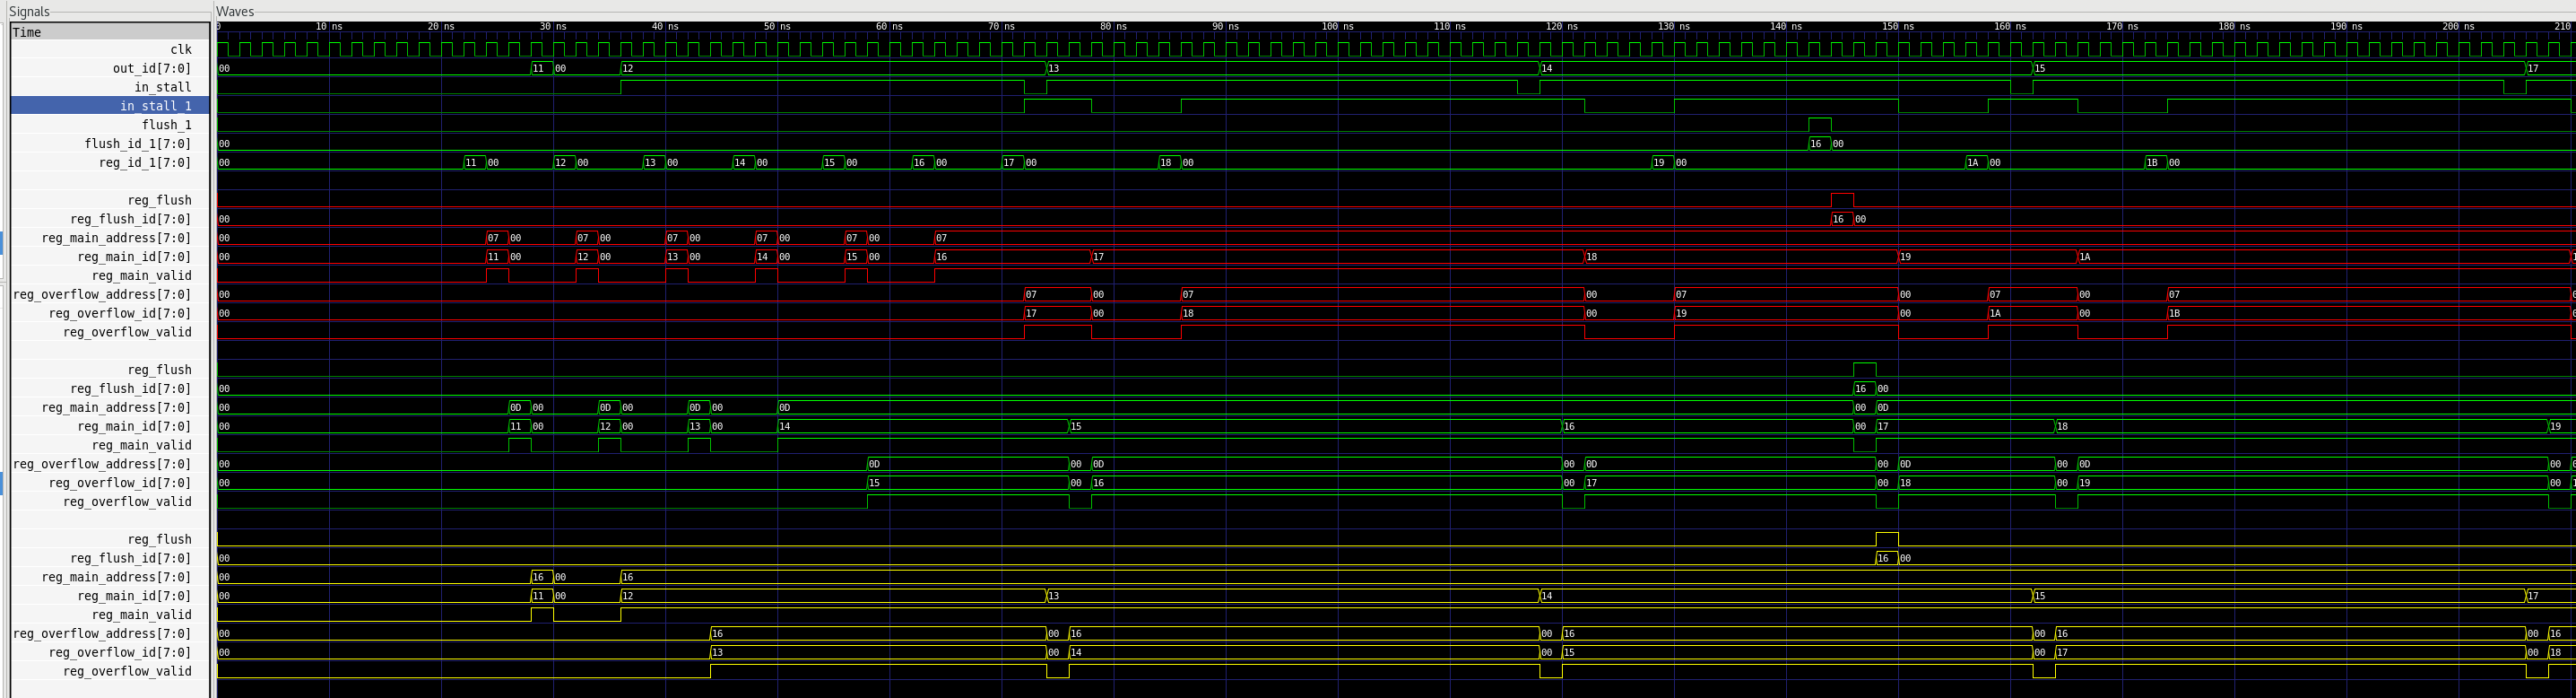 Signals Waves
Time 0 10 ns 20 ns 30 ns 40 ns 50 ns 60 ns 70 ns 80 ns 90 ns 100 ns 110 ns 120 ns 130 ns 140 ns 150 ns 160 ns 170 ns 180 ns 190 ns 200 ns 210
clk
out_id[7:0] 00 11 00 12 13 14 15 17
in_stall
in_stall_1
flush_1
flush_id_1[7:0] 00 16 00
reg_id_1[7:0] 00 11 00 12 00 13 00 14 00 15 00 16 00 17 00 18 00 19 00 1A 00 1B 00
reg_flush
reg_flush_id[7:0] 00 16 00
reg_main_address[7:0] 00 07 00 07 00 07 00 07 00 07 00 07
reg_main_id[7:0] 00 11 00 12 00 13 00 14 00 15 00 16 17 18 19 1A
reg_main_valid
reg_overflow_address[7:0] 00 07 00 07 00 07 00 07 00 07
reg_overflow_id[7:0] 00 17 00 18 00 19 00 1A 00 1B
reg_overflow_valid
reg_flush
reg_flush_id[7:0] 00 16 00
reg_main_address[7:0] 00 0D 00 0D 00 0D 00 0D 00 0D
reg_main_id[7:0] 00 11 00 12 00 13 00 14 15 16 00 17 18 19
reg_main_valid
reg_overflow_address[7:0] 00 0D 00 0D 00 0D 00 0D 00 0D 00
reg_overflow_id[7:0] 00 15 00 16 00 17 00 18 00 19 00
reg_overflow_valid
reg_flush
reg_flush_id[7:0] 00 16 00
reg_main_address[7:0] 00 16 00 16
reg_main_id[7:0] 00 11 00 12 13 14 15 17
reg_main_valid
reg_overflow_address[7:0] 00 16 00 16 00 16 00 16 00 16
reg_overflow_id[7:0] 00 13 00 14 00 15 00 17 00 18
reg_overflow_valid